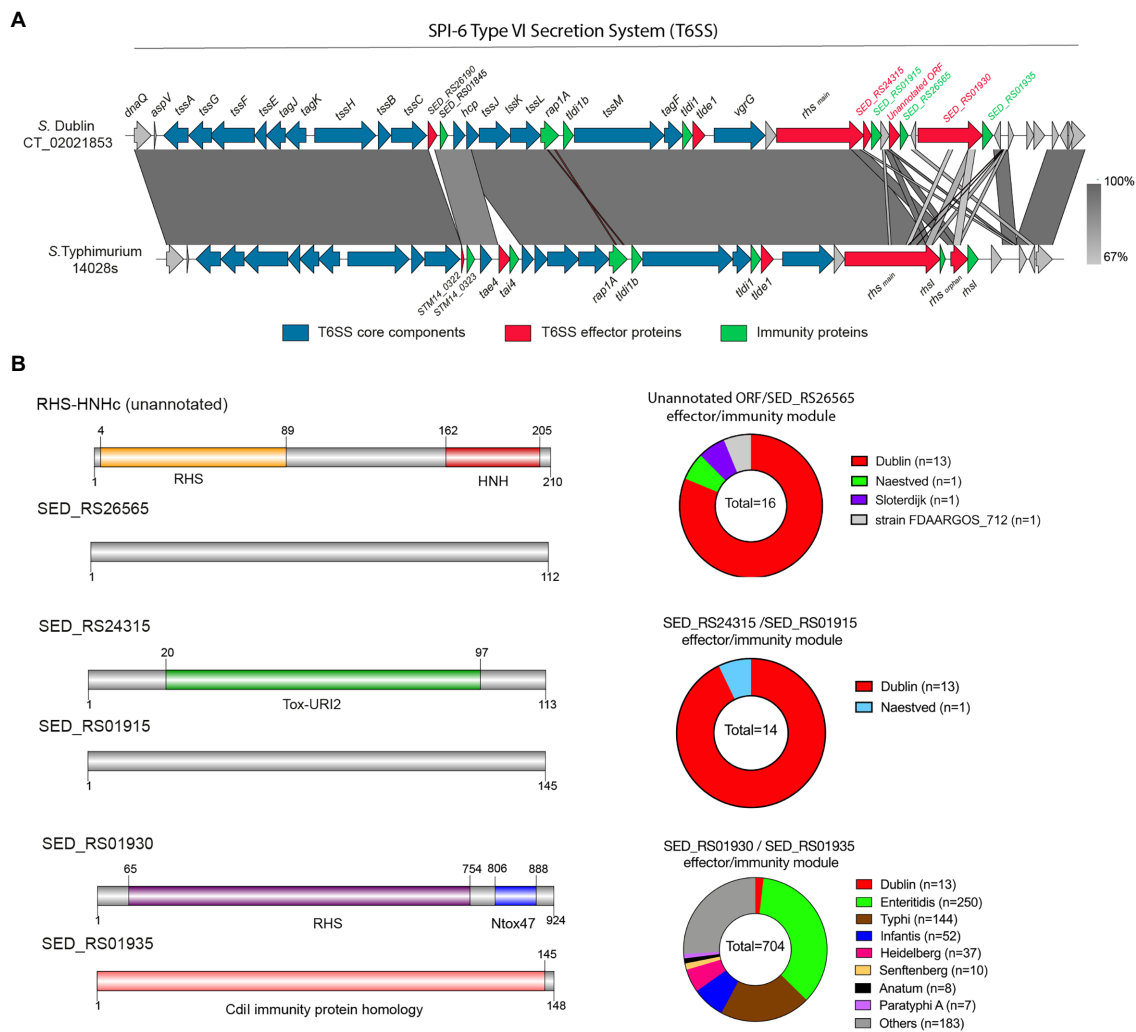 A
SPI-6 Type VI Secretion System (T6SS)
dnaQ aspV tssA tssG tssF tssE tagJ tagK tssH tssB tssC SED_RS26190 SED_RS01845 hcp tssJ tssK tssL rap1A tldi1b tssM tagF tldi1 tlde1 vgrG rhs main SED_RS24315 SED_RS01915 Unannotated ORF SED_RS26565 SED_RS01930 SED_RS01935
S. Dublin
CT_02021853
100%
67%
S.Typhimurium
14028s
STM14_0322 STM14_0323 tae4 tai4 rap1A tldi1b tldi1 tlde1 rhs main rhsI rhs orphan rhsI
T6SS core components
T6SS effector proteins
Immunity proteins
B
RHS-HNHc (unannotated)
4 89 162 205
RHS HNH
1 210
Unannotated ORF/SED_RS26565
effector/immunity module
Total=16
Dublin (n=13)
Naestved (n=1)
Sloterdijk (n=1)
strain FDAARGOS_712 (n=1)
SED_RS26565
1 112
SED_RS24315
20 97
1 113
Tox-URI2
SED_RS01915
1 145
SED_RS24315 /SED_RS01915
effector/immunity module
Total=14
Dublin (n=13)
Naestved (n=1)
SED_RS01930
65 754 806 888
1 924
RHS Ntox47
SED_RS01935
145
1 148
CdiI immunity protein homology
SED_RS01930 / SED_RS01935
effector/immunity module
Total=704
Dublin (n=13)
Enteritidis (n=250)
Typhi (n=144)
Infantis (n=52)
Heidelberg (n=37)
Senftenberg (n=10)
Anatum (n=8)
Paratyphi A (n=7)
Others (n=183)